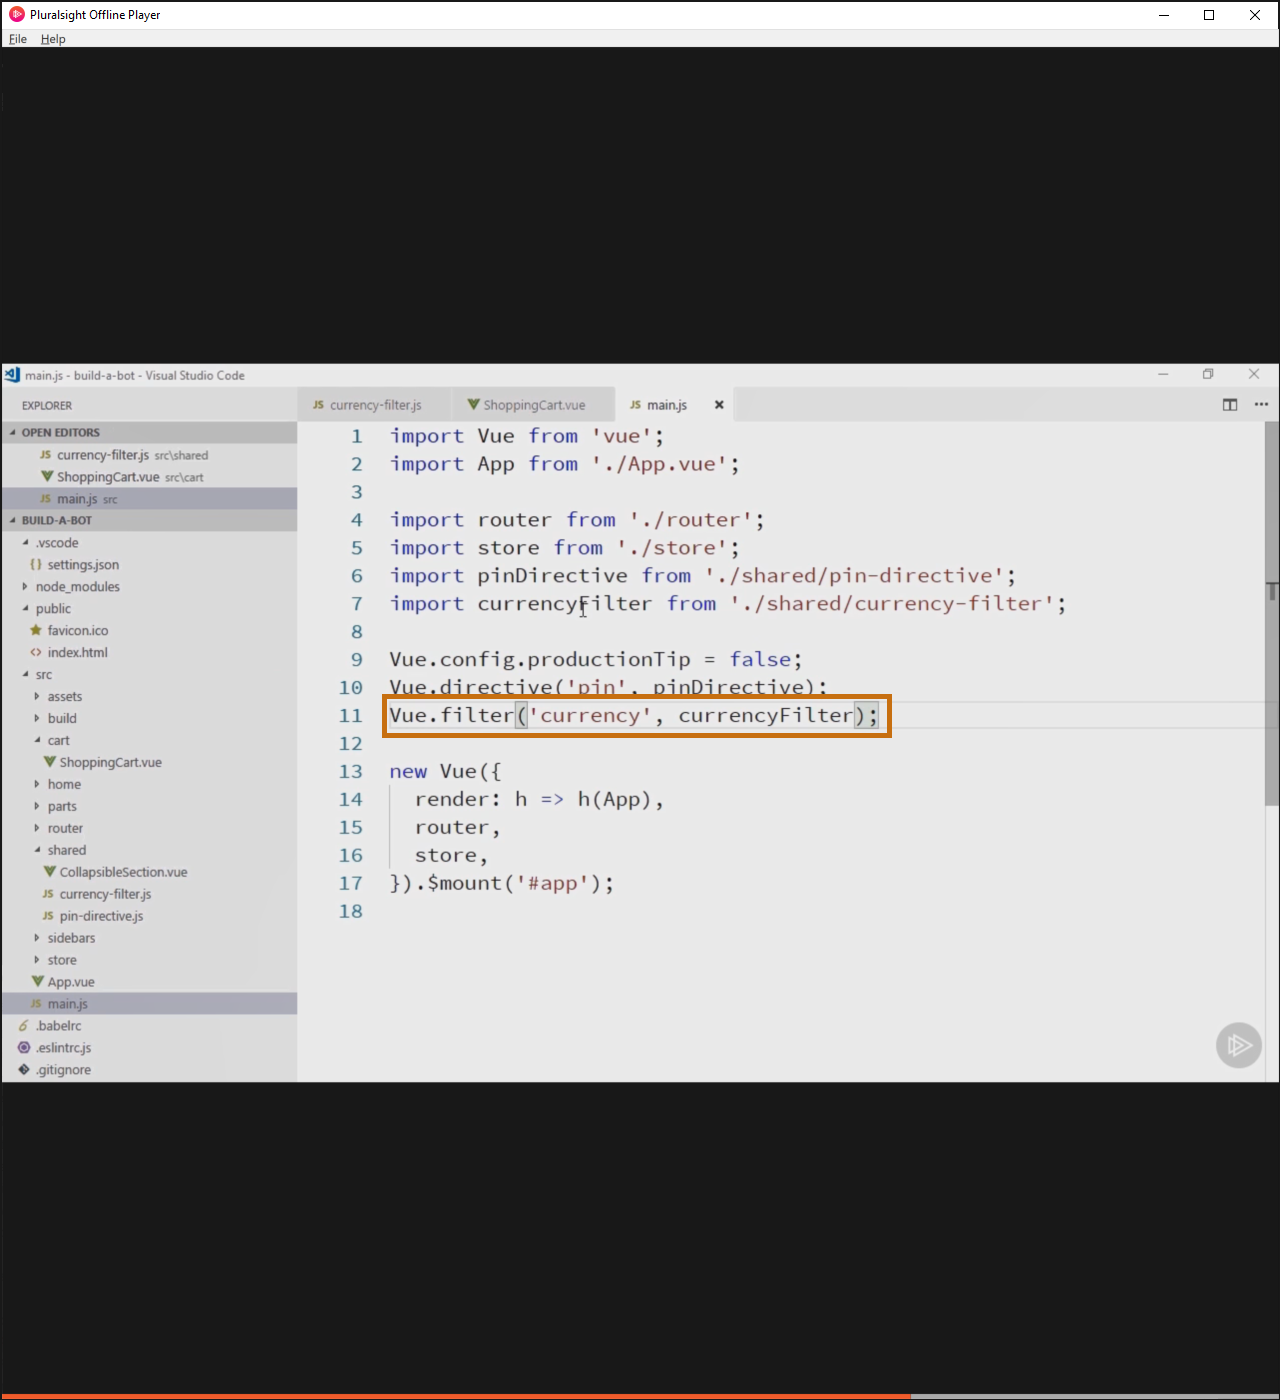 Pluralsight Offline Player
File Help
main.js - build-a-bot - Visual Studio Code
EXPLORER
currency-filter.js
ShoppingCart.vue
main.js
OPEN EDITORS
JS currency-filter.js src\shared
ShoppingCart.vue src\cart
JS main.js src
BUILD-A-BOT
.vscode
{} settings.json
node_modules
public
favicon.ico
<> index.html
src
assets
build
cart
ShoppingCart.vue
home
parts
router
shared
CollapsibleSection.vue
JS currency-filter.js
JS pin-directive.js
sidebars
store
App.vue
JS main.js
.babelrc
.eslintrc.js
.gitignore
1 import Vue from 'vue';
2 import App from './App.vue';
3
4 import router from './router';
5 import store from './store';
6 import pinDirective from './shared/pin-directive';
7 import currencyFilter from './shared/currency-filter';
8
9 Vue.config.productionTip = false;
10 Vue.directive('pin', pinDirective);
11 Vue.filter('currency', currencyFilter);
12
13 new Vue({
14 render: h => h(App),
15 router,
16 store,
17 }).$mount('#app');
18